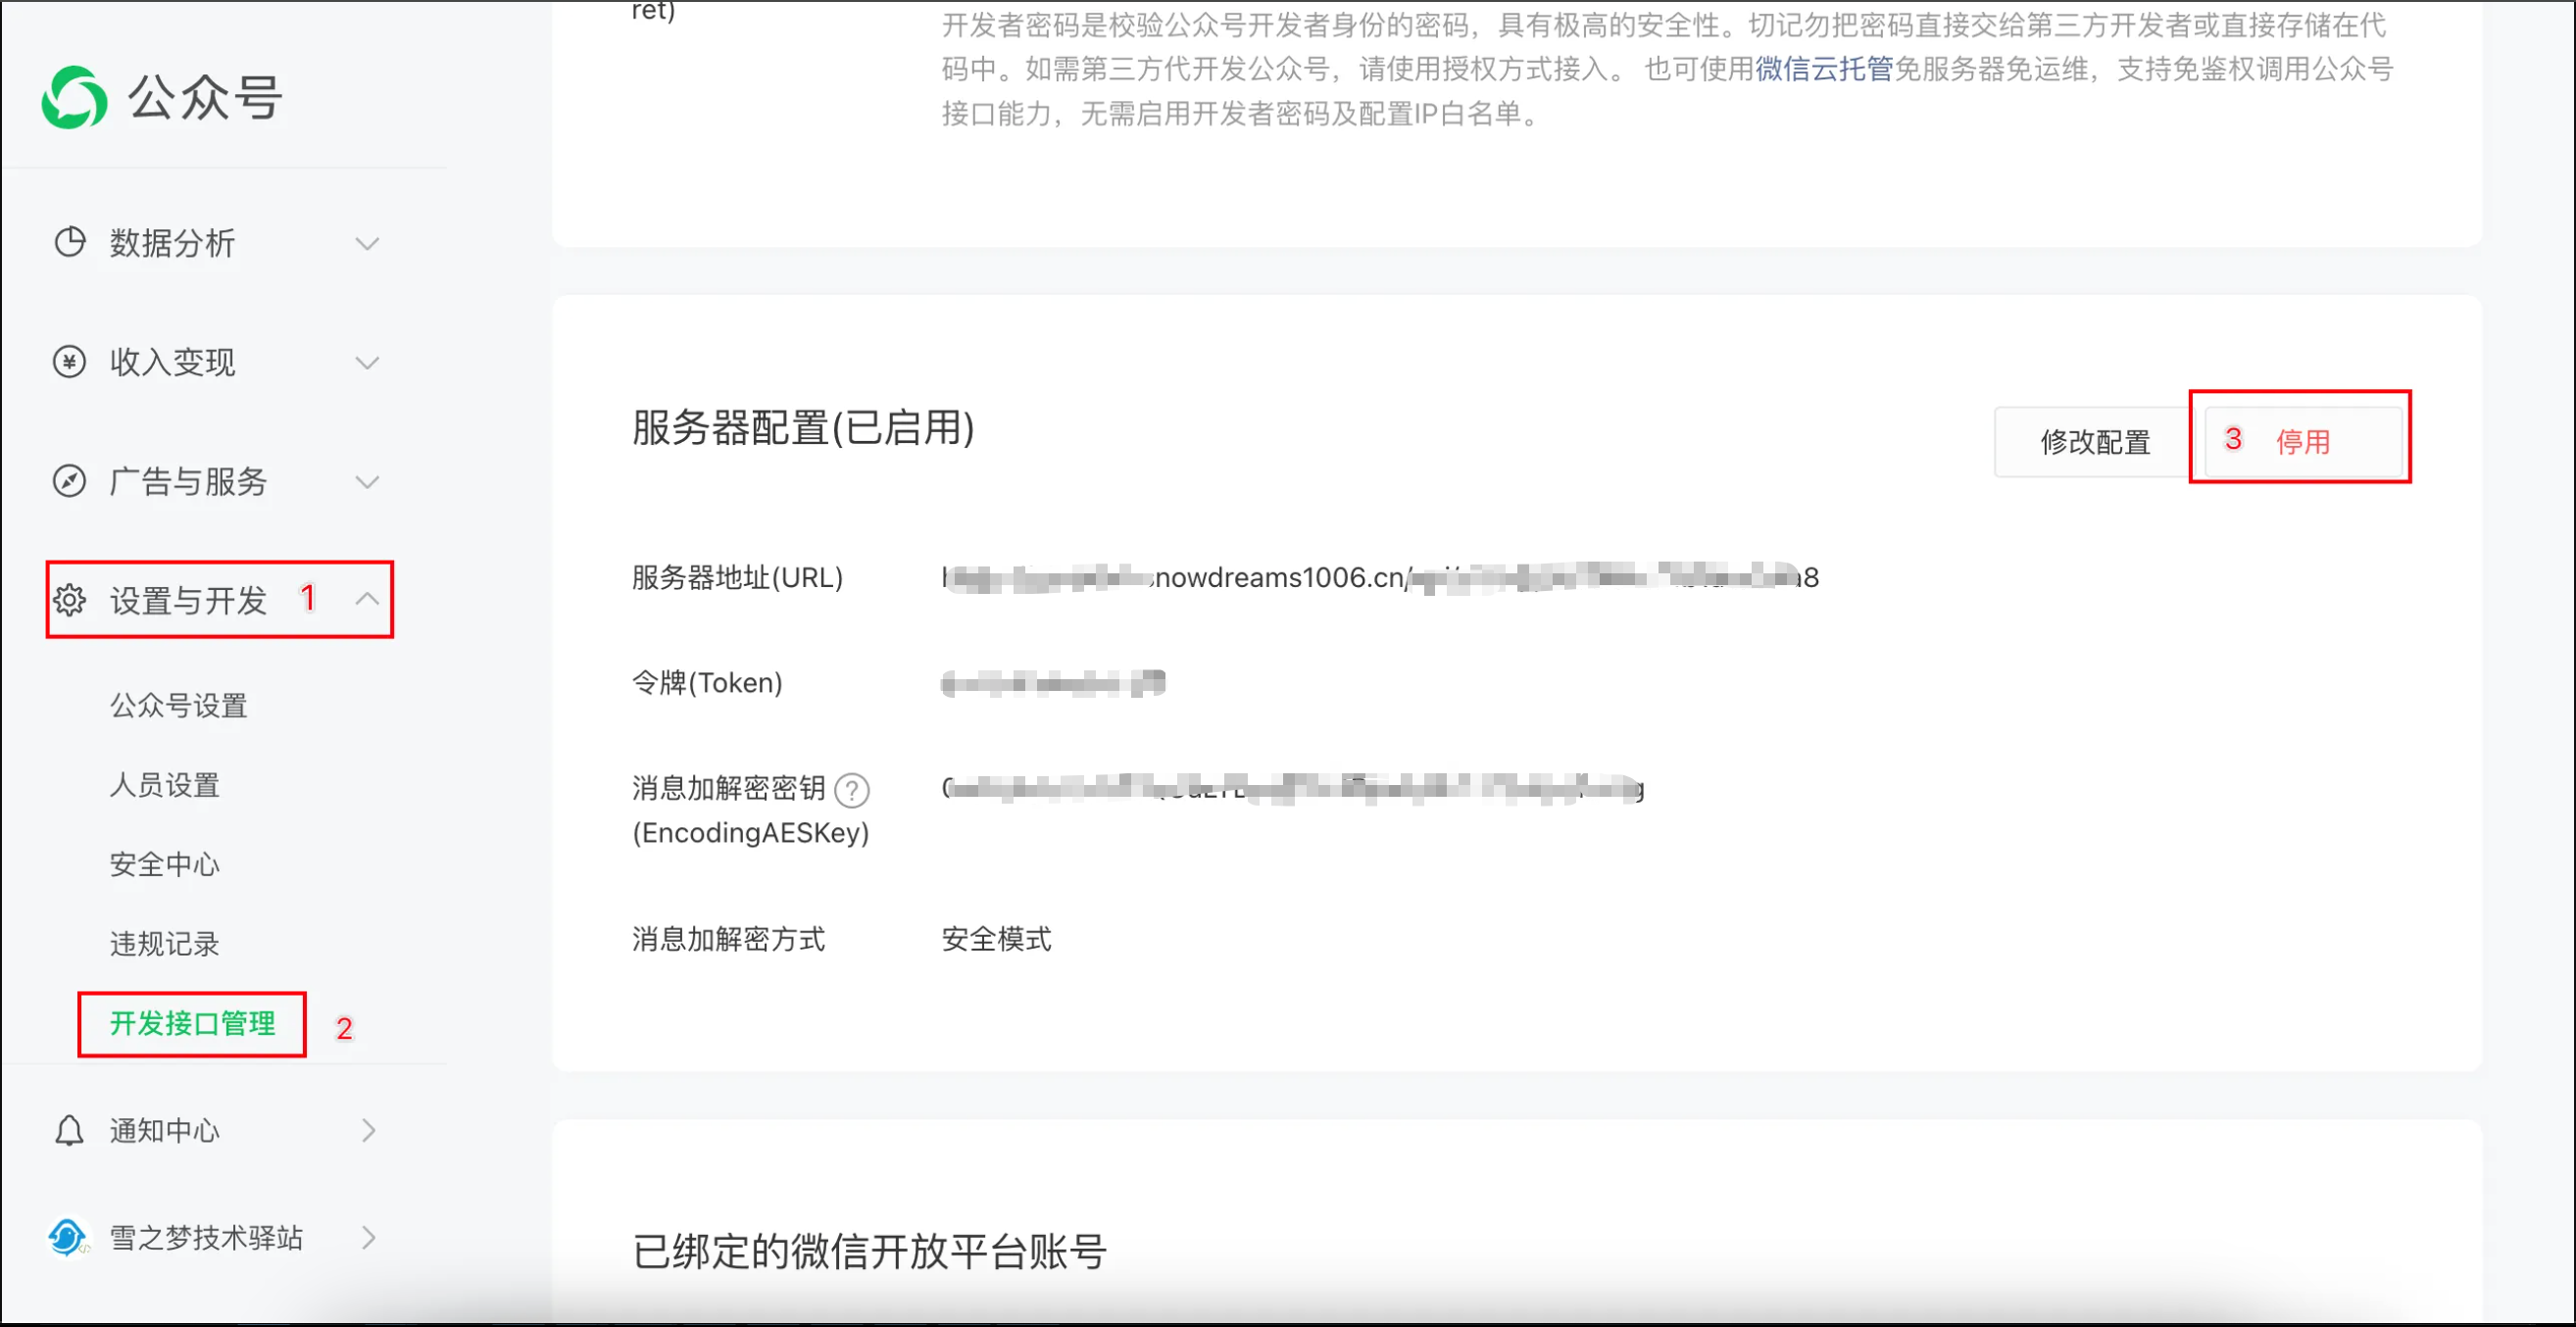 公众号
数据分析
收入变现
广告与服务
设置与开发 1
公众号设置
人员设置
安全中心
违规记录
开发接口管理 2
通知中心
雪之梦技术驿站
ret)
开发者密码是校验公众号开发者身份的密码，具有极高的安全性。切记勿把密码直接交给第三方开发者或直接存储在代
码中。如需第三方代开发公众号，请使用授权方式接入。 也可使用微信云托管免服务器免运维，支持免鉴权调用公众号
接口能力，无需启用开发者密码及配置IP白名单。
服务器配置(已启用)
修改配置
3 停用
服务器地址(URL) nowdreams1006.cn/
令牌(Token)
消息加解密密钥 ?
(EncodingAESKey)
消息加解密方式 安全模式
已绑定的微信开放平台账号